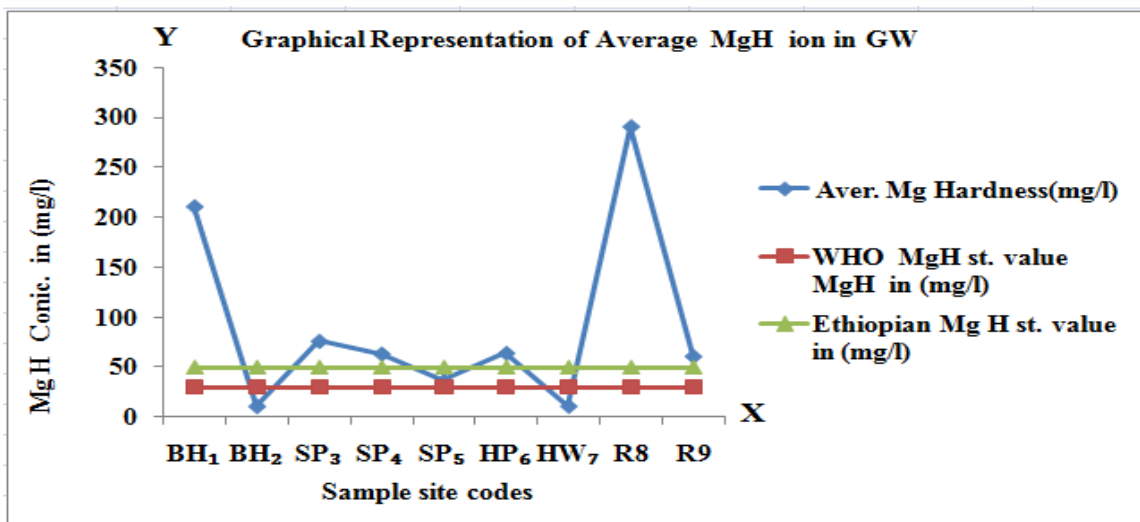 Y
Graphical Representation of Average MgH ion in GW
350
300
250
200
150
100
50
0
MgH Conic. in (mg/l)
X
BH₁ BH₂ SP₃ SP₄ SP₅ HP₆ HW₇ R8 R9
Sample site codes
Aver. Mg Hardness(mg/l)
WHO MgH st. value
MgH in (mg/l)
Ethiopian Mg H st. value
in (mg/l)